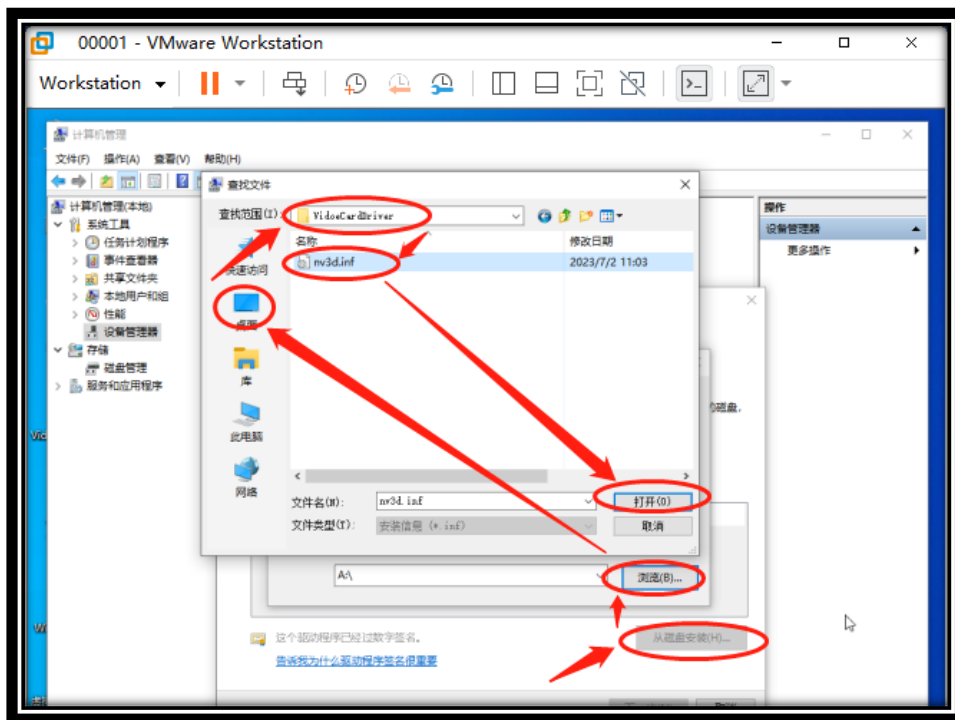 00001 - VMware Workstation
Workstation
计算机管理
文件(F) 操作(A) 查看(V) 帮助(H)
查找文件
计算机管理(本地)
系统工具
任务计划程序
事件查看器
共享文件夹
本地用户和组
性能
设备管理器
存储
磁盘管理
服务和应用程序
查找范围(I):
VidoeCardDriver
名称
修改日期
nv3d.inf
2023/7/2 11:03
快速访问
桌面
库
此电脑
网络
文件名(N):
nv3d.inf
打开(O)
文件类型(T):
安装信息 (*.inf)
取消
操作
设备管理器
更多操作
的磁盘,
A:\
浏览(B)...
这个驱动程序已经过数字签名。
从磁盘安装(H)...
告诉我为什么驱动程序签名很重要